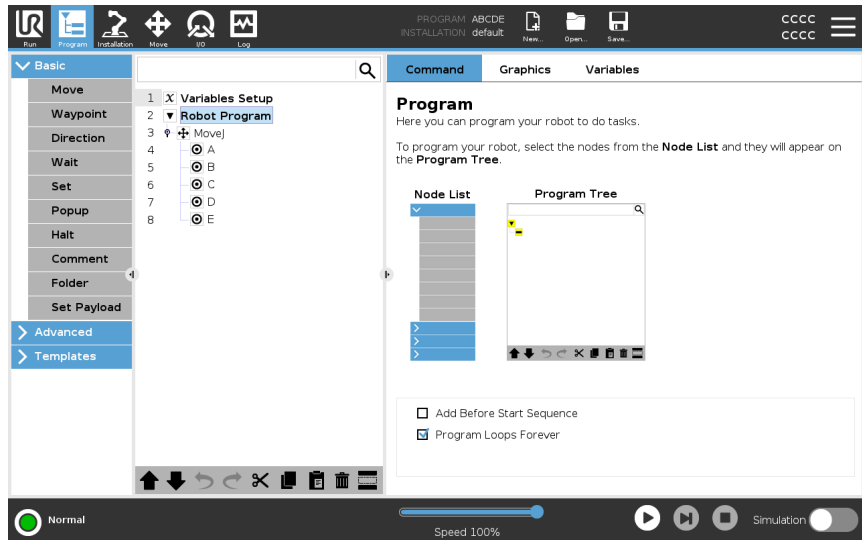 UR
Run
Program
Installation
Move
I/O
Log
PROGRAM ABCDE
INSTALLATION default
New...
Open...
Save...
CCCC
CCCC
Basic
Move
Waypoint
Direction
Wait
Set
Popup
Halt
Comment
Folder
Set Payload
Advanced
Templates
1 X Variables Setup
2 Robot Program
3 MoveJ
4 A
5 B
6 C
7 D
8 E
Command Graphics Variables
Program
Here you can program your robot to do tasks.
To program your robot, select the nodes from the Node List and they will appear on
the Program Tree.
Node List
Program Tree
Add Before Start Sequence
Program Loops Forever
Normal
Speed 100%
Simulation